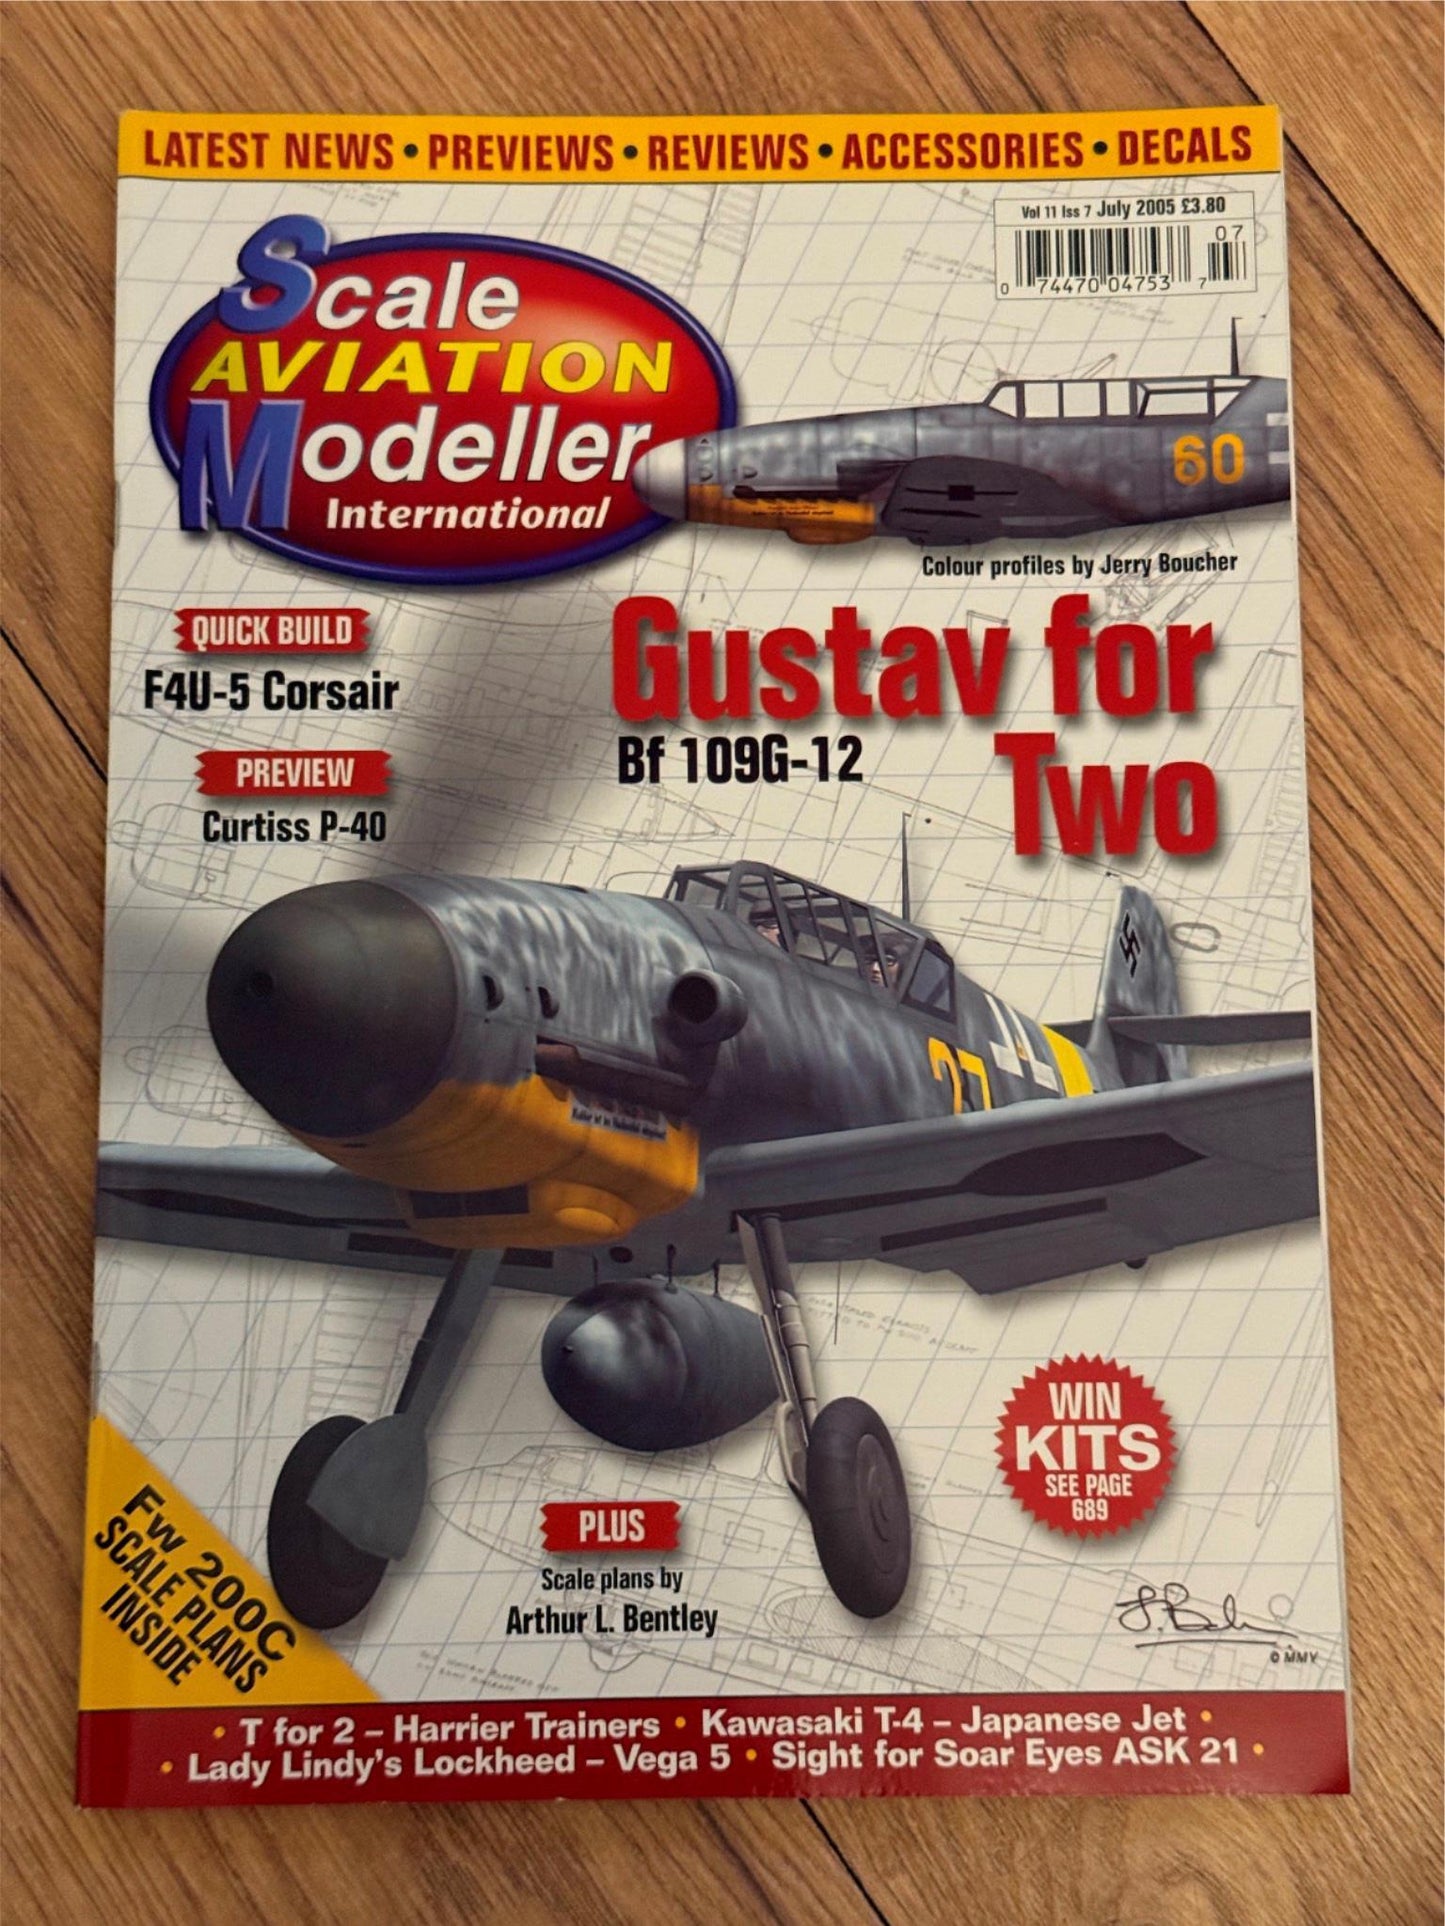 LATEST NEWS • PREVIEWS • REVIEWS • ACCESSORIES • DECALS
Vol 11 Iss 7 July 2005 £3.80
07
0 74470 04753 7
Scale
AVIATION
Modeller
International
60
Colour profiles by Jerry Boucher
QUICK BUILD
F4U-5 Corsair
PREVIEW
Curtiss P-40
Gustav for
Two
Bf 109G-12
27
WIN
KITS
SEE PAGE
689
PLUS
Scale plans by
Arthur L. Bentley
FW 200C
SCALE PLANS
INSIDE
© MMV
• T for 2 – Harrier Trainers • Kawasaki T-4 – Japanese Jet •
• Lady Lindy's Lockheed – Vega 5 • Sight for Soar Eyes ASK 21 •